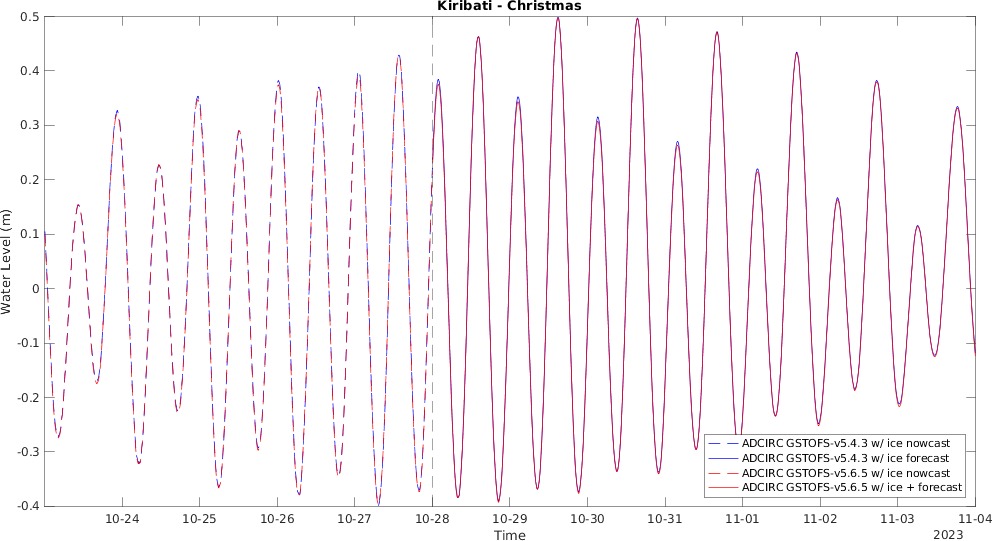 Kiribati - Christmas
0.5
0.4
0.3
0.2
0.1
0
-0.1
-0.2
-0.3
-0.4
Water Level (m)
ADCIRC GSTOFS-v5.4.3 w/ ice nowcast
ADCIRC GSTOFS-v5.4.3 w/ ice forecast
ADCIRC GSTOFS-v5.6.5 w/ ice nowcast
ADCIRC GSTOFS-v5.6.5 w/ ice + forecast
10-24 10-25 10-26 10-27 10-28 10-29 10-30 10-31 11-01 11-02 11-03 11-04
Time
2023